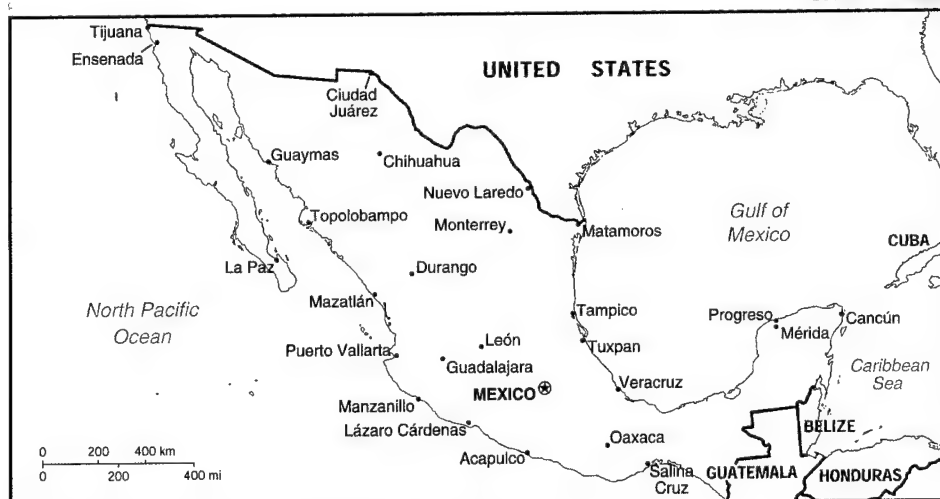 Tijuana
Ensenada
UNITED STATES
Ciudad
Juárez
Guaymas
Chihuahua
Nuevo Laredo
Topolobampo
Monterrey
Matamoros
Gulf of
Mexico
CUBA
La Paz
Durango
North Pacific
Ocean
Mazatlán
Tampico
Progreso
Cancún
Mérida
León
Tuxpan
Puerto Vallarta
Guadalajara
Caribbean
Sea
MEXICO
Veracruz
Manzanillo
Lázaro Cárdenas
BELIZE
Oaxaca
Acapulco
Salina
Cruz
GUATEMALA
HONDURAS
0 200 400 km
0 200 400 mi